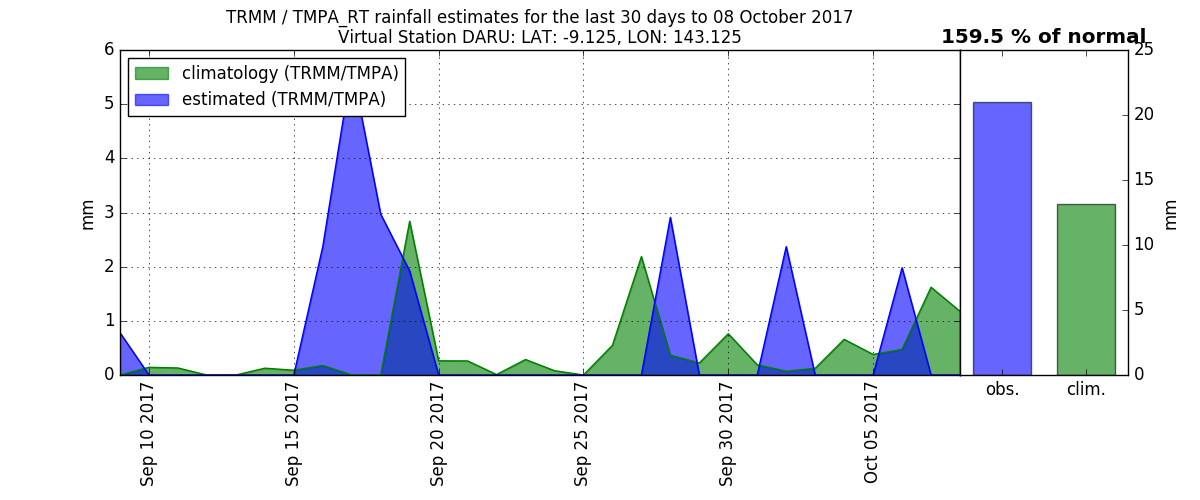 TRMM / TMPA_RT rainfall estimates for the last 30 days to 08 October 2017
Virtual Station DARU: LAT: -9.125, LON: 143.125
159.5 % of normal
climatology (TRMM/TMPA)
estimated (TRMM/TMPA)
6
5
4
3
2
1
0
mm
Sep 10 2017
Sep 15 2017
Sep 20 2017
Sep 25 2017
Sep 30 2017
Oct 05 2017
obs.
clim.
25
20
15
10
5
0
mm